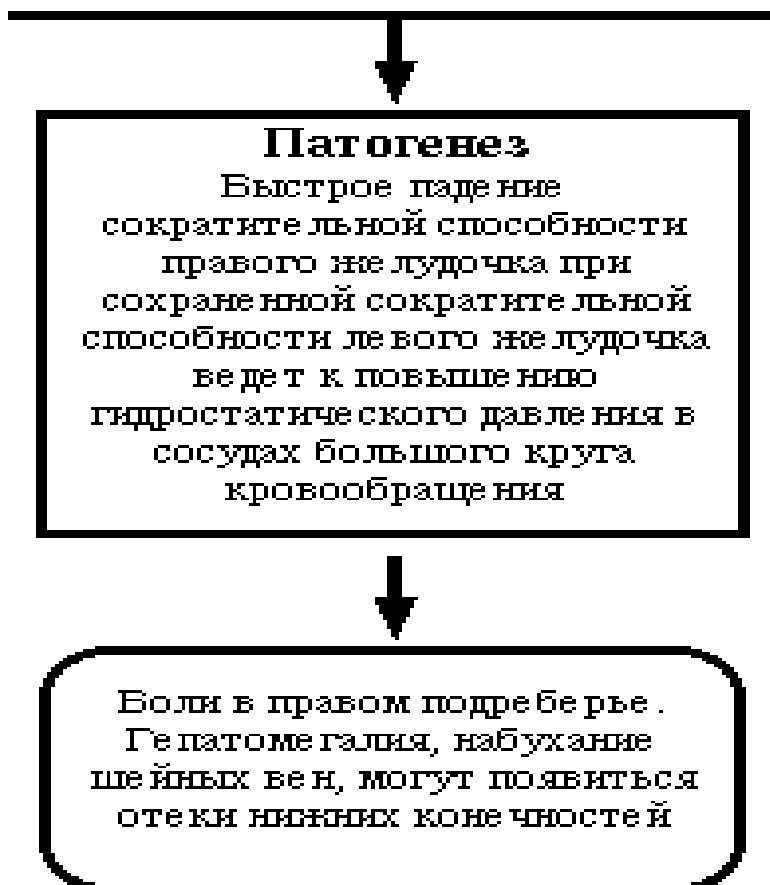 Патогенез
Быстрое падение
сократительной способности
правого желудочка при
сохраненной сократительной
способности левого желудочка
ведет к повышению
гидростатического давления в
сосудах большого круга
кровообращения
Боли в правом подреберье.
Гепатомегалия, набухание
шейных вен, могут появиться
отеки нижних конечностей